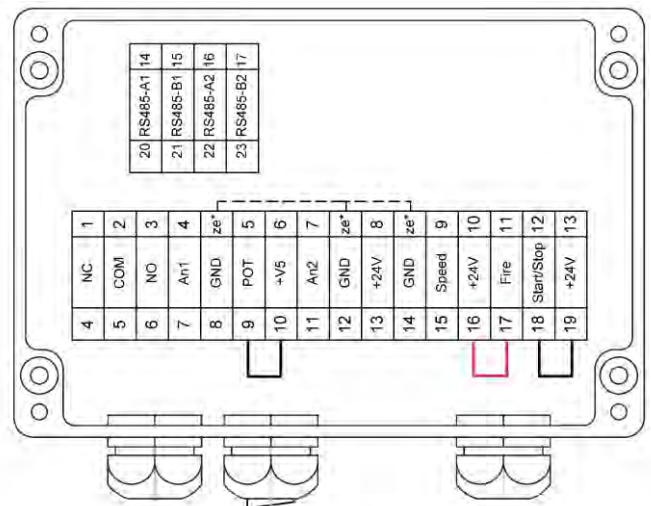 14 15 16 17
RS485-A1 RS485-B1 RS485-A2 RS485-B2
20 21 22 23
1 2 3 4 ze* 5 6 7 ze* 8 ze* 9 10 11 12 13
NC COM NO An1 GND POT +V5 An2 GND +24V GND Speed +24V Fire Start/Stop +24V
4 5 6 7 8 9 10 11 12 13 14 15 16 17 18 19